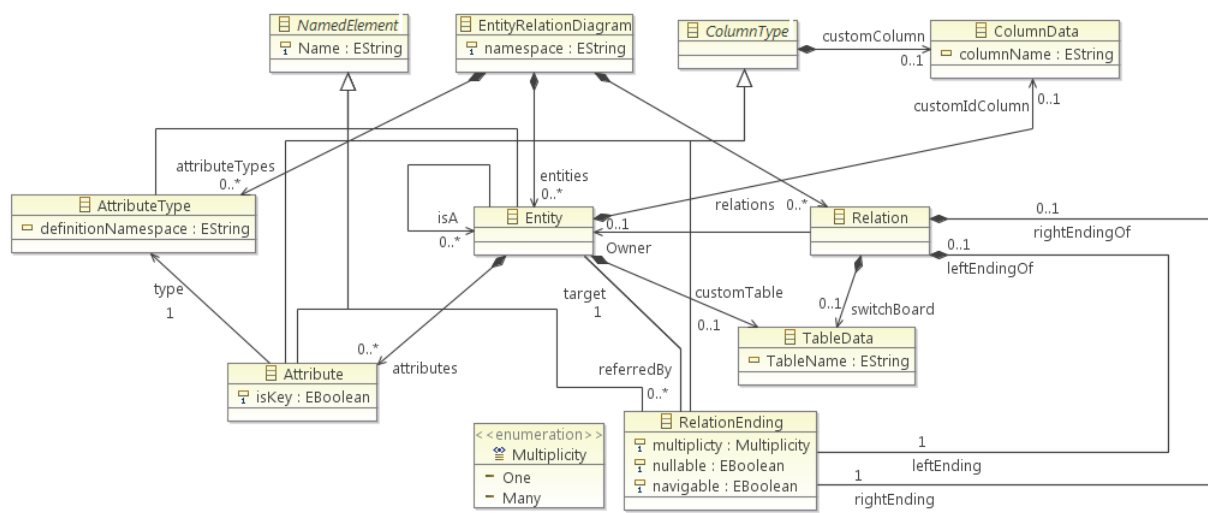 NamedElement
Name : EString
EntityRelationDiagram
namespace : EString
ColumnType
customColumn
0..1
ColumnData
columnName : EString
customIdColumn
0..1
attributeTypes
0..*
entities
0..*
relations
0..*
AttributeType
definitionNamespace : EString
isA
0..*
Entity
0..1
Owner
Relation
0..1
rightEndingOf
0..1
leftEndingOf
type
1
target
1
customTable
0..1
0..1
switchBoard
TableData
TableName : EString
0..*
attributes
Attribute
isKey : EBoolean
referredBy
0..*
<<enumeration>>
Multiplicity
One
Many
RelationEnding
multiplicty : Multiplicity
nullable : EBoolean
navigable : EBoolean
1
leftEnding
1
rightEnding